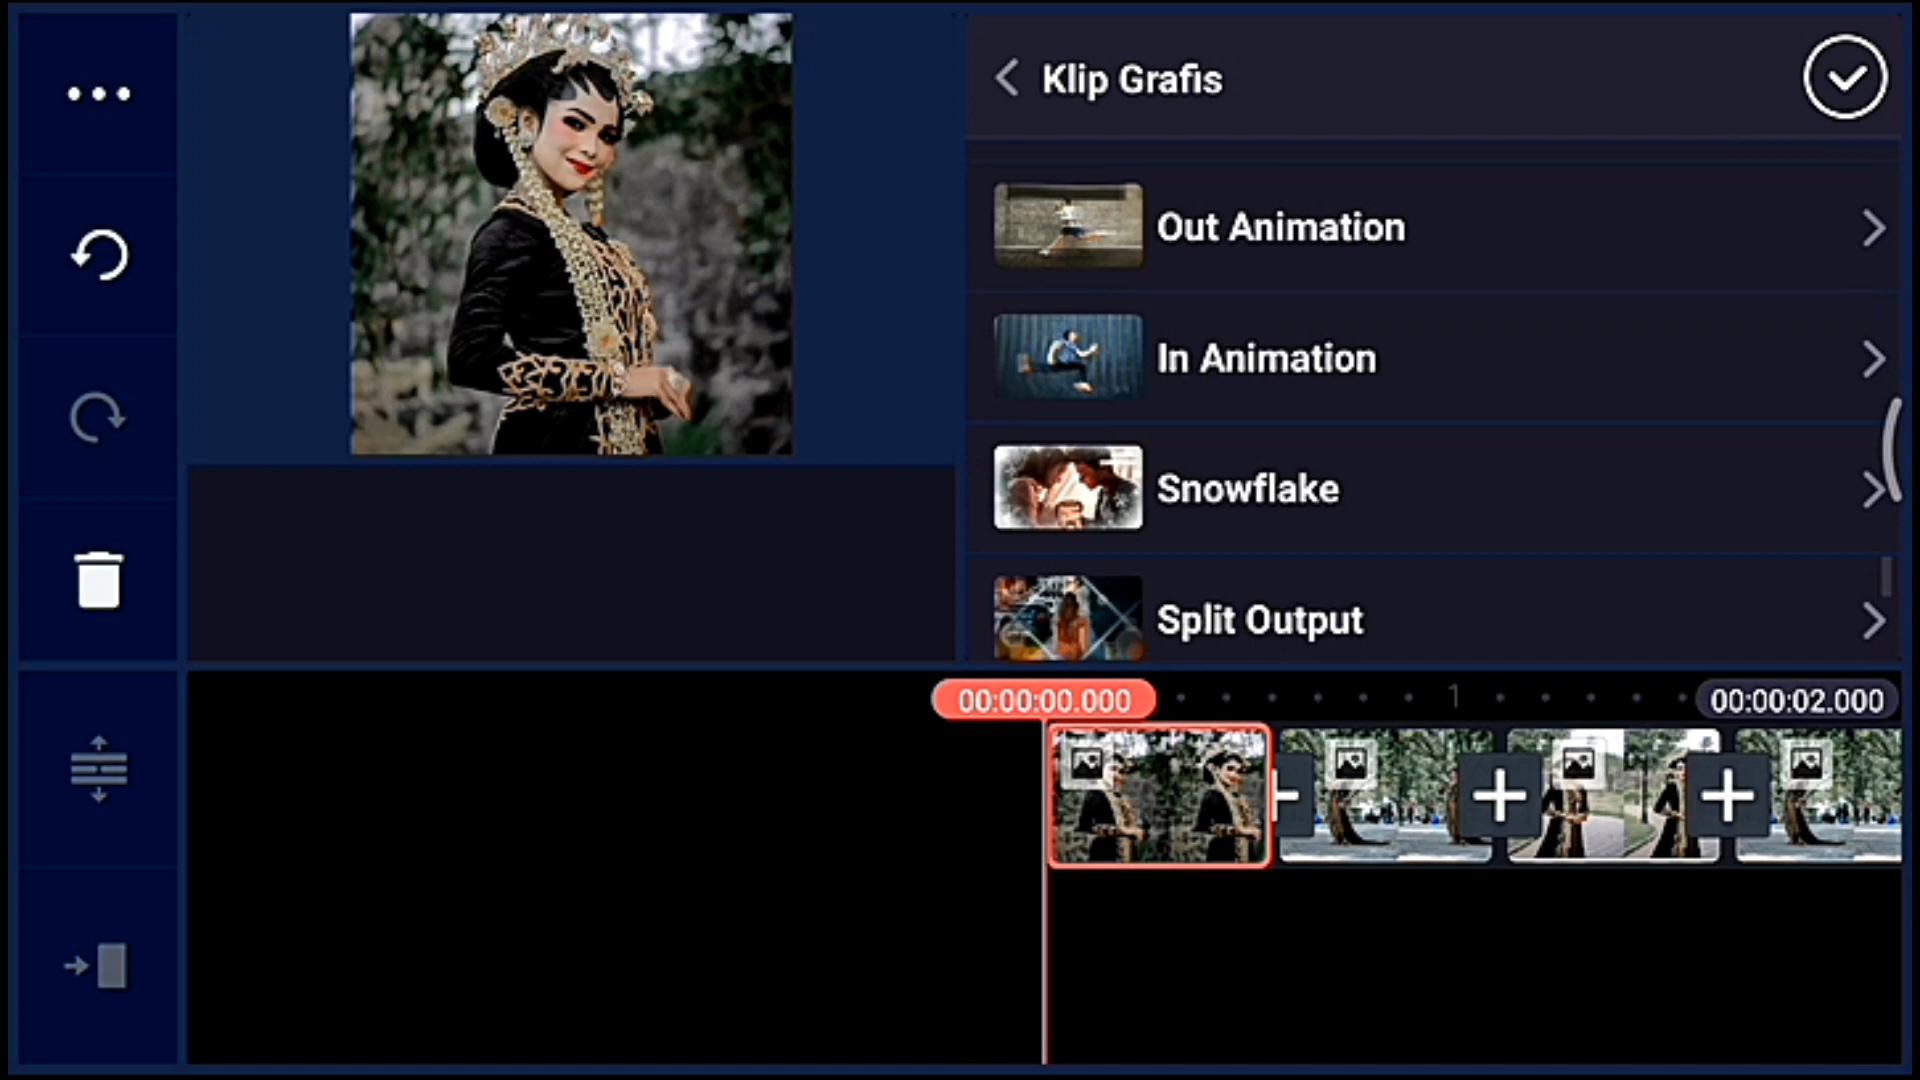 Klip Grafis
Out Animation
In Animation
Snowflake
Split Output
00:00:00.000
1
00:00:02.000